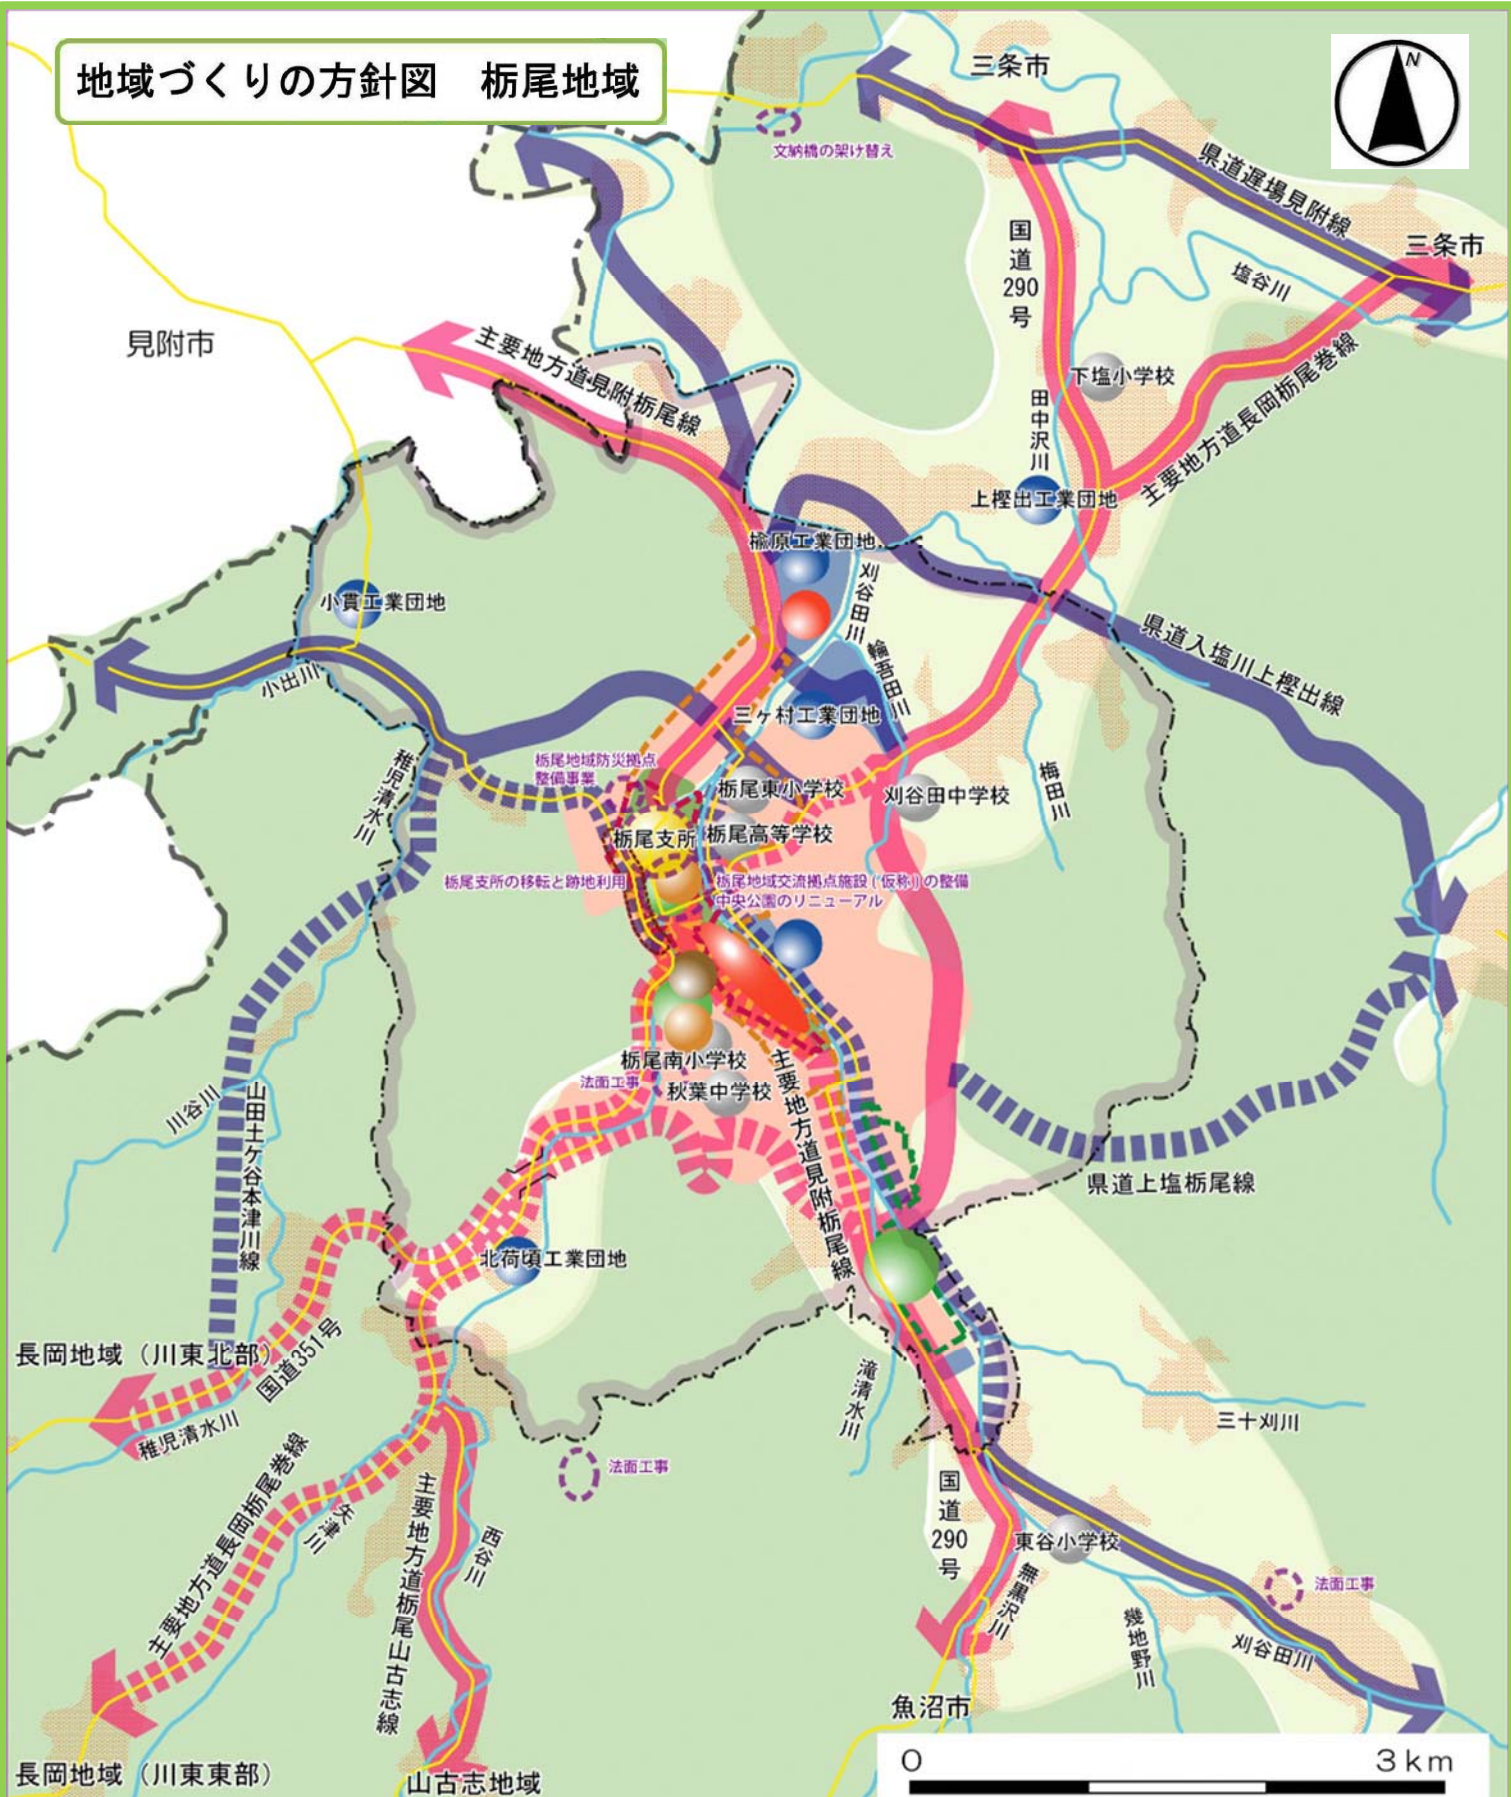 地域づくりの方針図　栃尾地域
N
三条市
文納橋の架け替え
県道遅場見附線
三条市
国道290号
塩谷川
見附市
主要地方道見附栃尾線
下塩小学校
田中沢川
主要地方道長岡栃尾巻線
上樫出工業団地
楡原工業団地
刈谷田川
小貫工業団地
県道入塩川上樫出線
輪吾田川
小出川
三ヶ村工業団地
稚児清水川
栃尾地域防災拠点
整備事業
栃尾東小学校
刈谷田中学校
梅田川
栃尾支所
栃尾高等学校
栃尾支所の移転と跡地利用
栃尾地域交流拠点施設(仮称)の整備
中央公園のリニューアル
栃尾南小学校
法面工事
秋葉中学校
主要地方道見附栃尾線
川谷川
山田土ケ谷本津川線
県道上塩栃尾線
北荷頃工業団地
長岡地域（川東北部）
国道351号
稚児清水川
滝清水川
三十刈川
法面工事
主要地方道長岡栃尾巻線
矢津川
主要地方道栃尾山古志線
西谷川
国道290号
東谷小学校
無黒沢川
法面工事
幾地野川
刈谷田川
魚沼市
長岡地域（川東東部）
山古志地域
0
3km